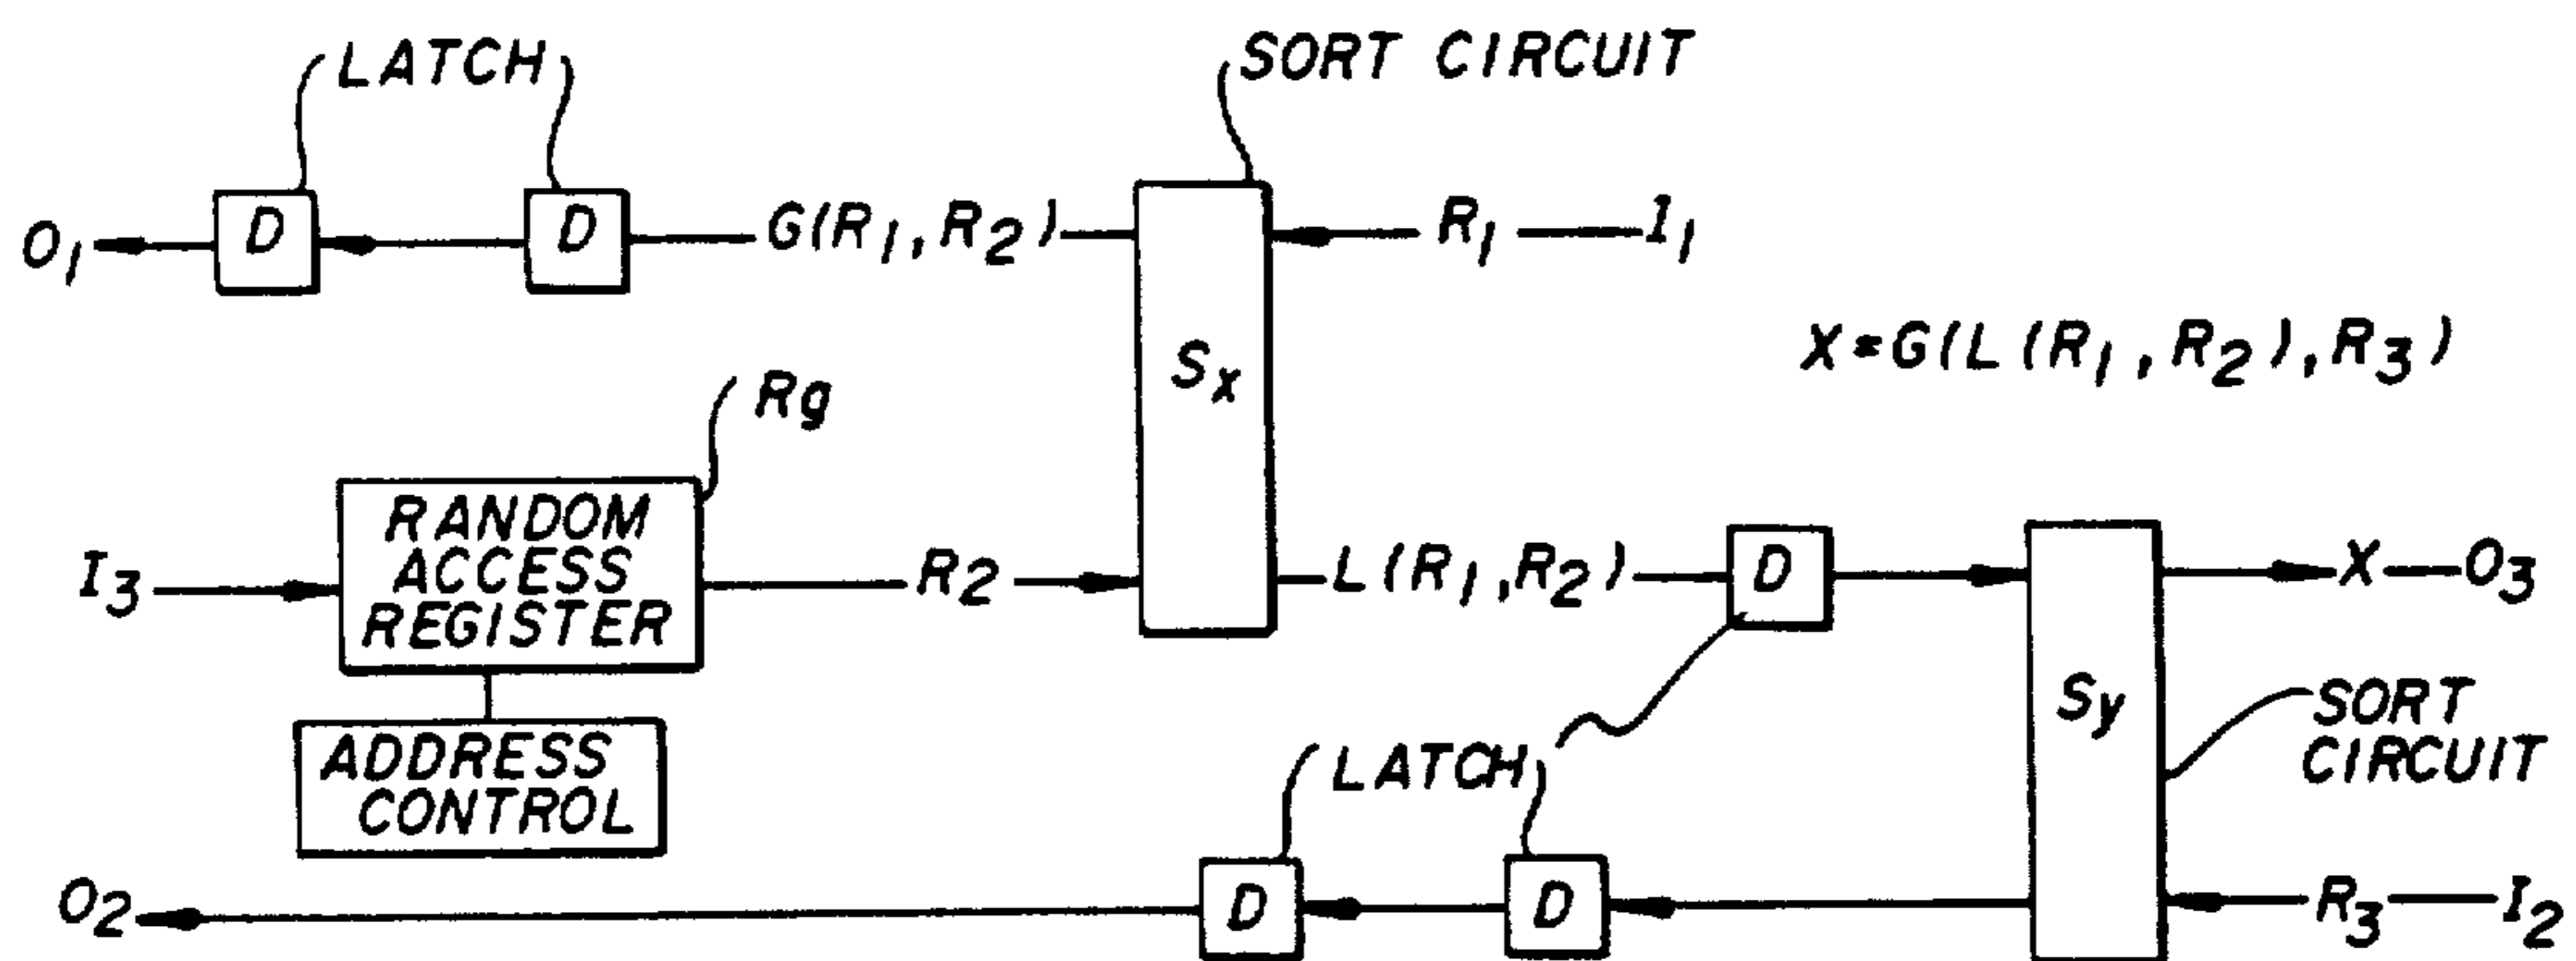 LATCH
SORT CIRCUIT
O1 D D G(R1,R2) Sx R1 I1
X=G(L(R1,R2),R3)
Rg
I3 RANDOM
ACCESS
REGISTER
R2 L(R1,R2) D X O3
Sy
SORT
CIRCUIT
ADDRESS
CONTROL
LATCH
O2 D D R3 I2